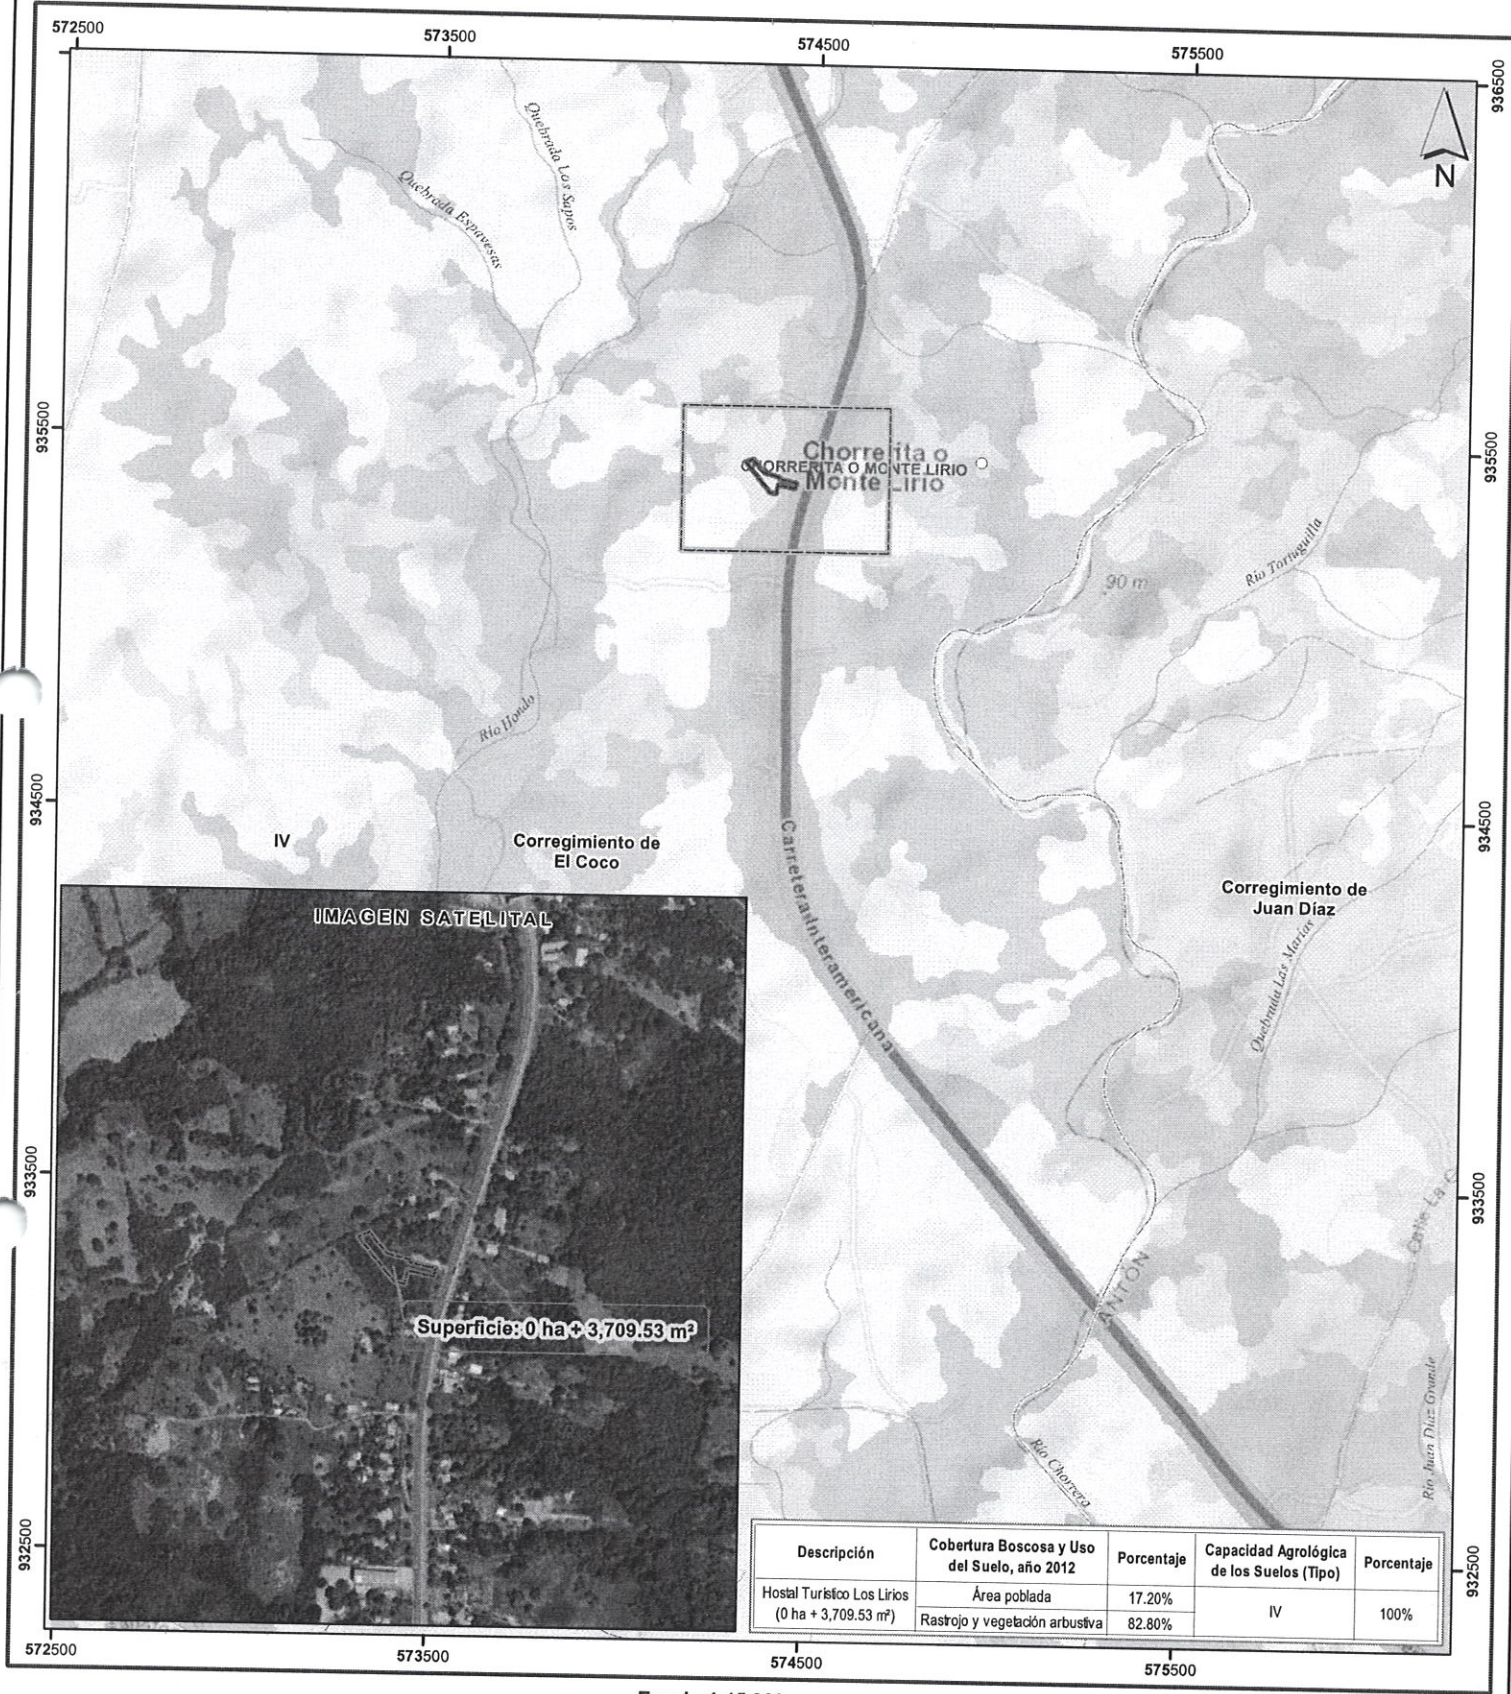 572500
573500
574500
575500
936500
N
Quebrada Los Sapos
Quebrada Espavesas
935500
935500
Chorrerita o
CHORRERITA O MONTE LIRIO
Monte Lirio
90 m
Río Tortuguilla
Río Hondo
934500
934500
IV
Corregimiento de
El Coco
Carretera Interamericana
Corregimiento de
Juan Díaz
Quebrada Las Marías
IMAGEN SATELITAL
933500
933500
Calle La
ANTÓN
Superficie: 0 ha + 3,709.53 m²
Río Juan Díaz Grande
Río Chorrera
932500
932500
Descripción
Cobertura Boscosa y Uso
del Suelo, año 2012
Porcentaje
Capacidad Agrológica
de los Suelos (Tipo)
Porcentaje
Hostal Turístico Los Lirios
(0 ha + 3,709.53 m²)
Área poblada
17.20%
Rastrojo y vegetación arbustiva
82.80%
IV
100%
572500
573500
574500
575500